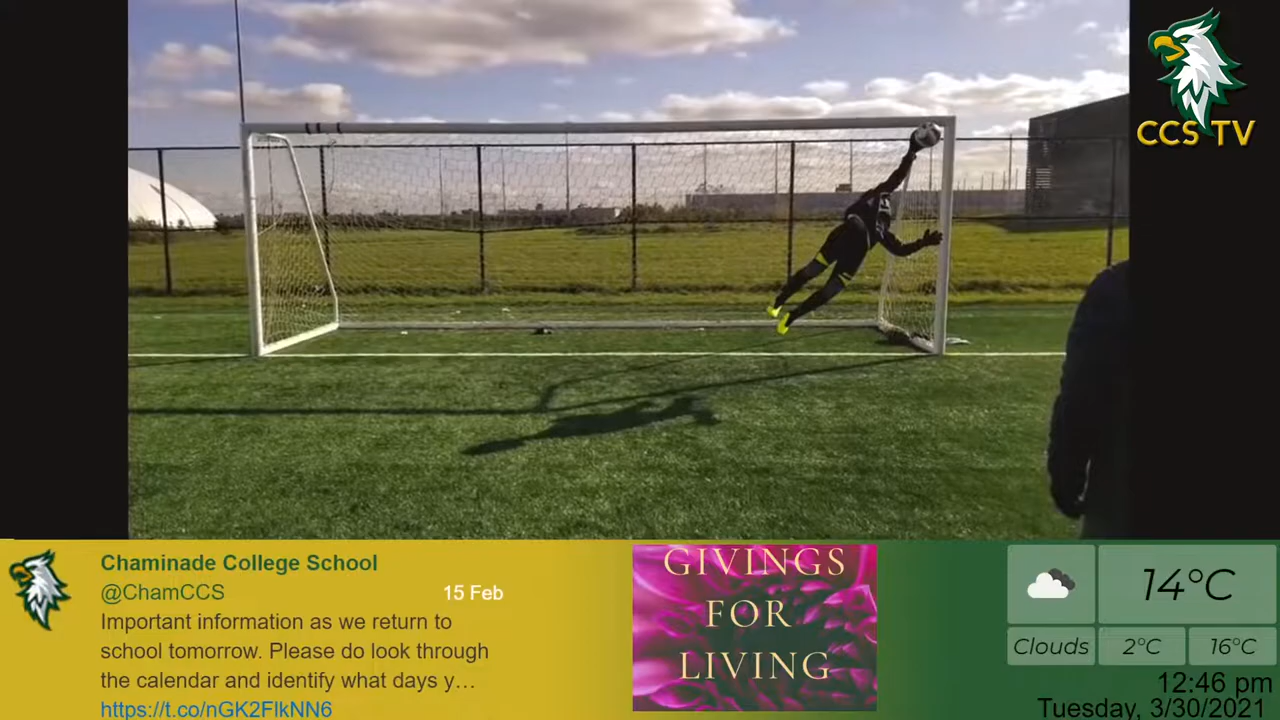 CCS TV
Chaminade College School
@ChamCCS
15 Feb
Important information as we return to
school tomorrow. Please do look through
the calendar and identify what days y…
https://t.co/nGK2FlkNN6
GIVINGS
FOR
LIVING
14°C
Clouds
2°C
16°C
12:46 pm
Tuesday, 3/30/2021